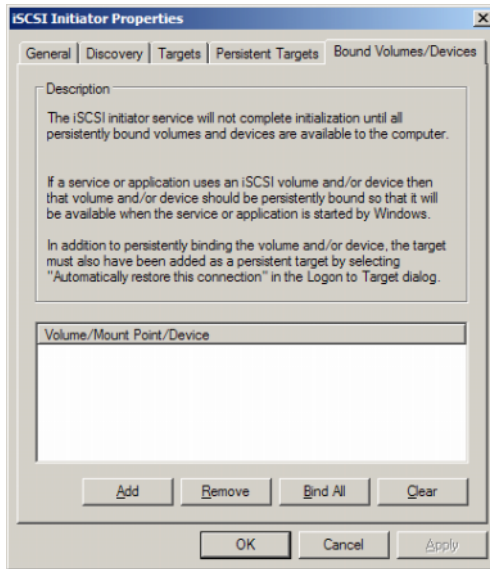 iSCSI Initiator Properties
General Discovery Targets Persistent Targets Bound Volumes/Devices
Description
The iSCSI initiator service will not complete initialization until all
persistently bound volumes and devices are available to the computer.
If a service or application uses an iSCSI volume and/or device then
that volume and/or device should be persistently bound so that it will
be available when the service or application is started by Windows.
In addition to persistently binding the volume and/or device, the target
must also have been added as a persistent target by selecting
"Automatically restore this connection" in the Logon to Target dialog.
Volume/Mount Point/Device
Add Remove Bind All Clear
OK Cancel Apply